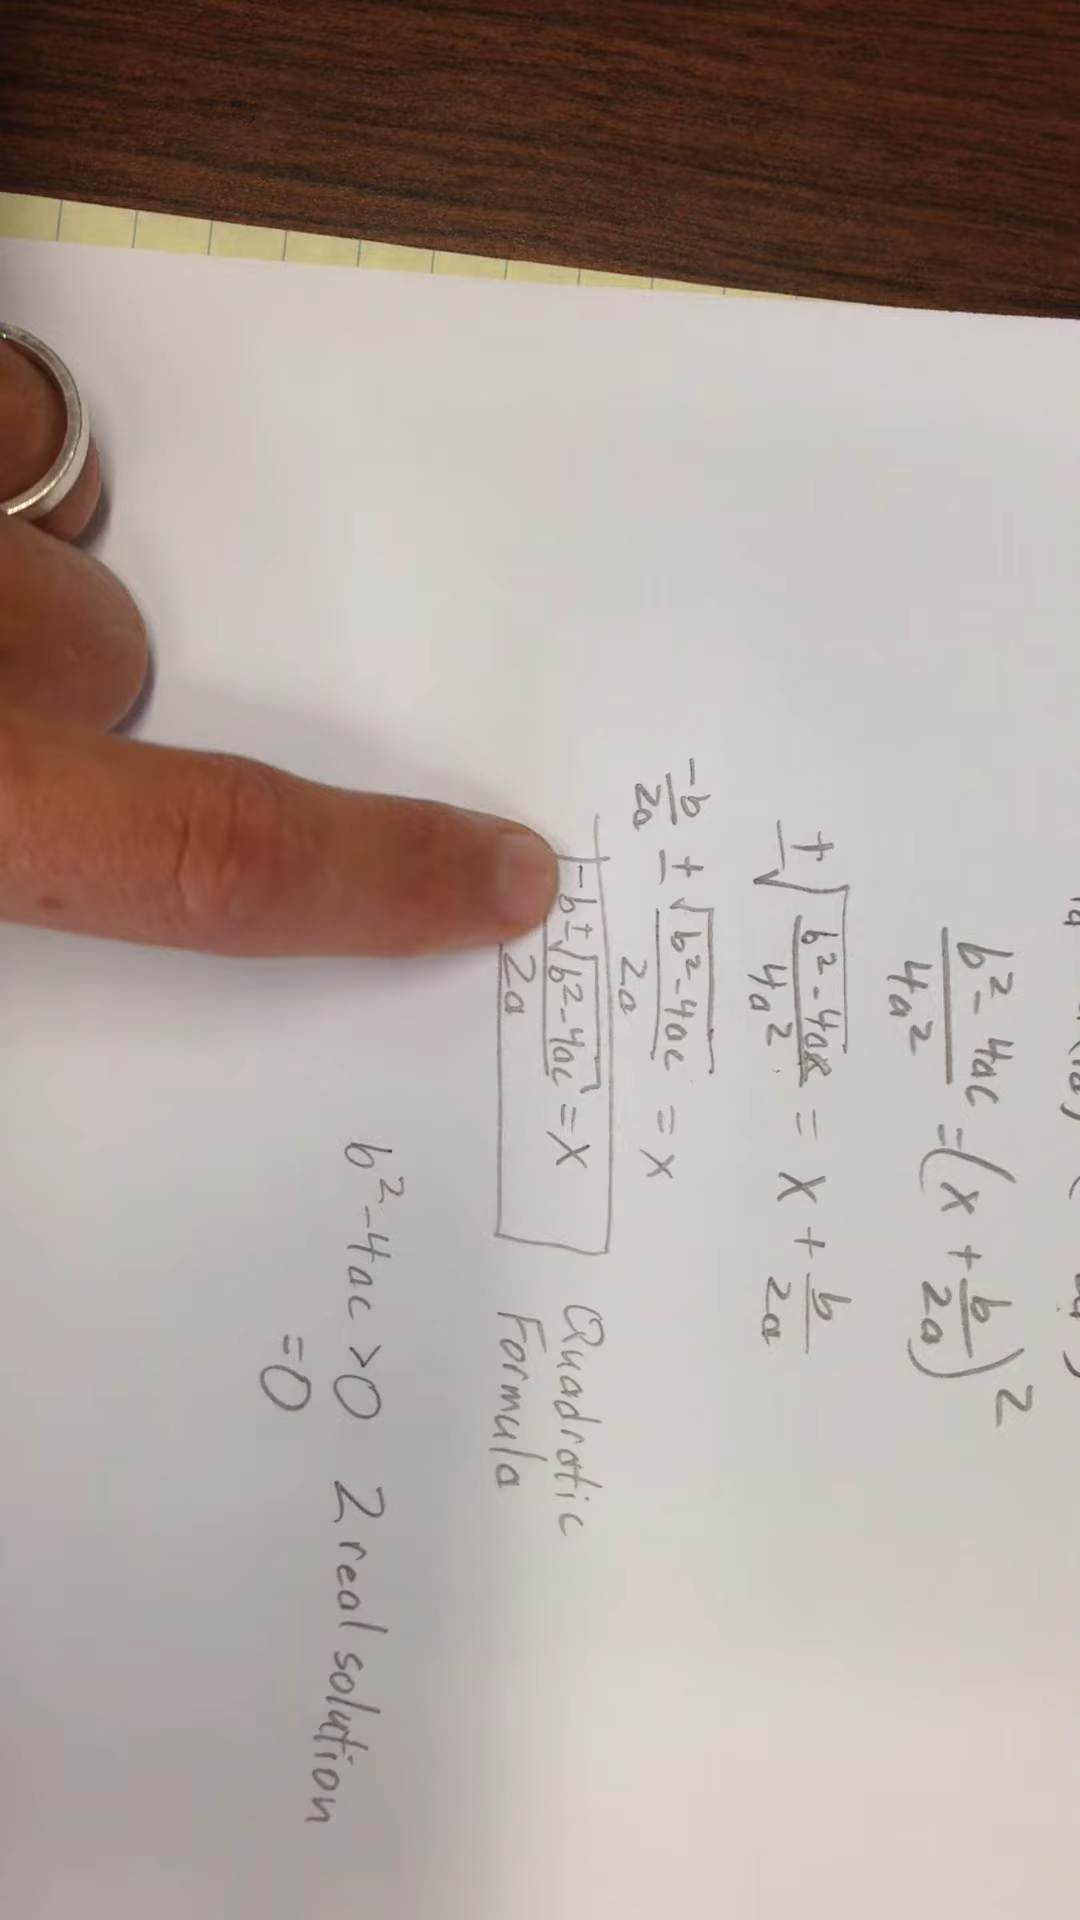 b² - 4ac / 4a² = (x + b/2a)²
±√(b² - 4ac / 4a²) = x + b/2a
-b/2a ± √(b² - 4ac) / 2a = x
-b ± √(b² - 4ac) / 2a = x
Quadratic
Formula
b² - 4ac > 0 2 real solution
= 0